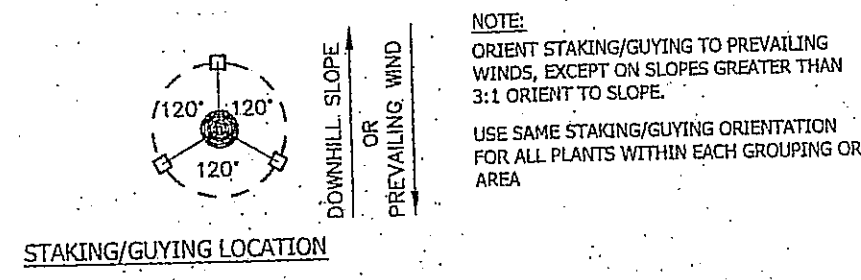 NOTE:
ORIENT STAKING/GUYING TO PREVAILING
WINDS, EXCEPT ON SLOPES GREATER THAN
3:1 ORIENT TO SLOPE.
USE SAME STAKING/GUYING ORIENTATION
FOR ALL PLANTS WITHIN EACH GROUPING OR
AREA
120°
120°
120°
DOWNHILL SLOPE
OR
PREVAILING WIND
STAKING/GUYING LOCATION